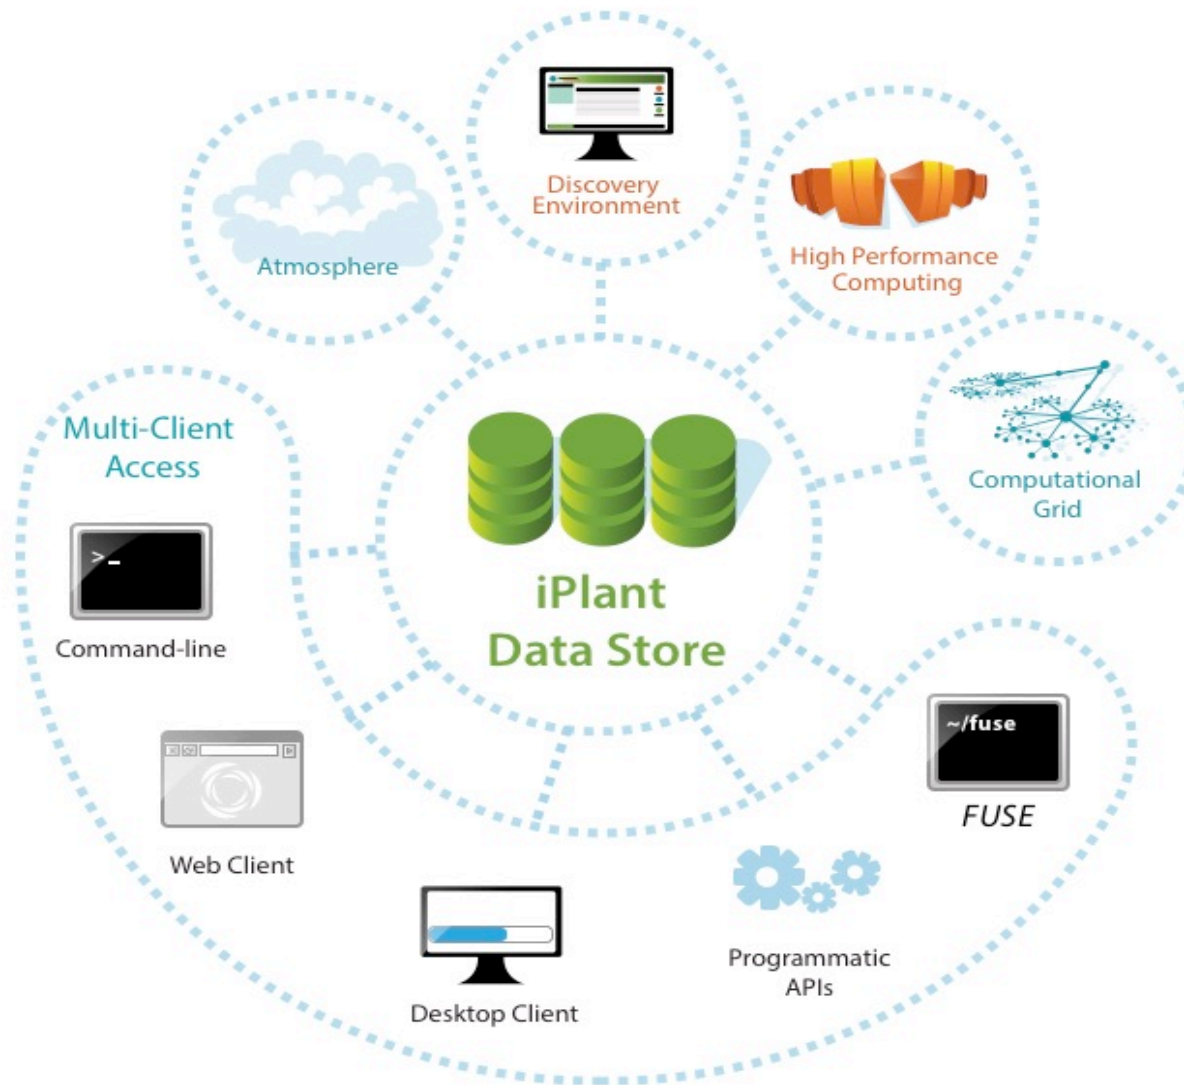 Discovery
Environment
Atmosphere
High Performance
Computing
Computational
Grid
Multi-Client
Access
iPlant
Data Store
>_
Command-line
Web Client
Desktop Client
Programmatic
APIs
~/fuse
FUSE